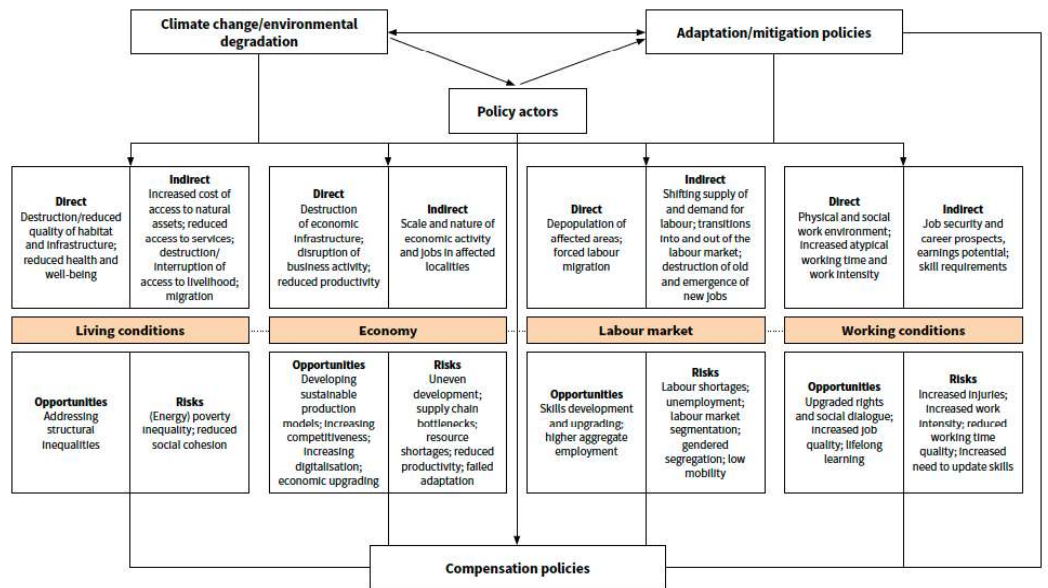 Climate change/environmental
degradation
Adaptation/mitigation policies
Policy actors
Direct
Destruction/reduced
quality of habitat
and infrastructure;
reduced health and
well-being
Indirect
Increased cost of
access to natural
assets; reduced
access to services;
destruction/
interruption of
access to livelihood;
migration
Direct
Destruction
of economic
infrastructure;
disruption of
business activity;
reduced productivity
Indirect
Scale and nature of
economic activity
and jobs in affected
localities
Direct
Depopulation of
affected areas;
forced labour
migration
Indirect
Shifting supply of
and demand for
labour; transitions
into and out of the
labour market;
destruction of old
and emergence of
new jobs
Direct
Physical and social
work environment;
increased atypical
working time and
work intensity
Indirect
Job security and
career prospects,
earnings potential;
skill requirements
Living conditions
Economy
Labour market
Working conditions
Opportunities
Addressing
structural
inequalities
Risks
(Energy) poverty
inequality; reduced
social cohesion
Opportunities
Developing
sustainable
production
models; increasing
competitiveness;
increasing
digitalisation;
economic upgrading
Risks
Uneven
development;
supply chain
bottlenecks;
resource
shortages; reduced
productivity; failed
adaptation
Opportunities
Skills development
and upgrading;
higher aggregate
employment
Risks
Labour shortages;
unemployment;
labour market
segmentation;
gendered
segregation; low
mobility
Opportunities
Upgraded rights
and social dialogue;
increased job
quality; lifelong
learning
Risks
Increased injuries;
Increased work
intensity; reduced
working time
quality; increased
need to update skills
Compensation policies